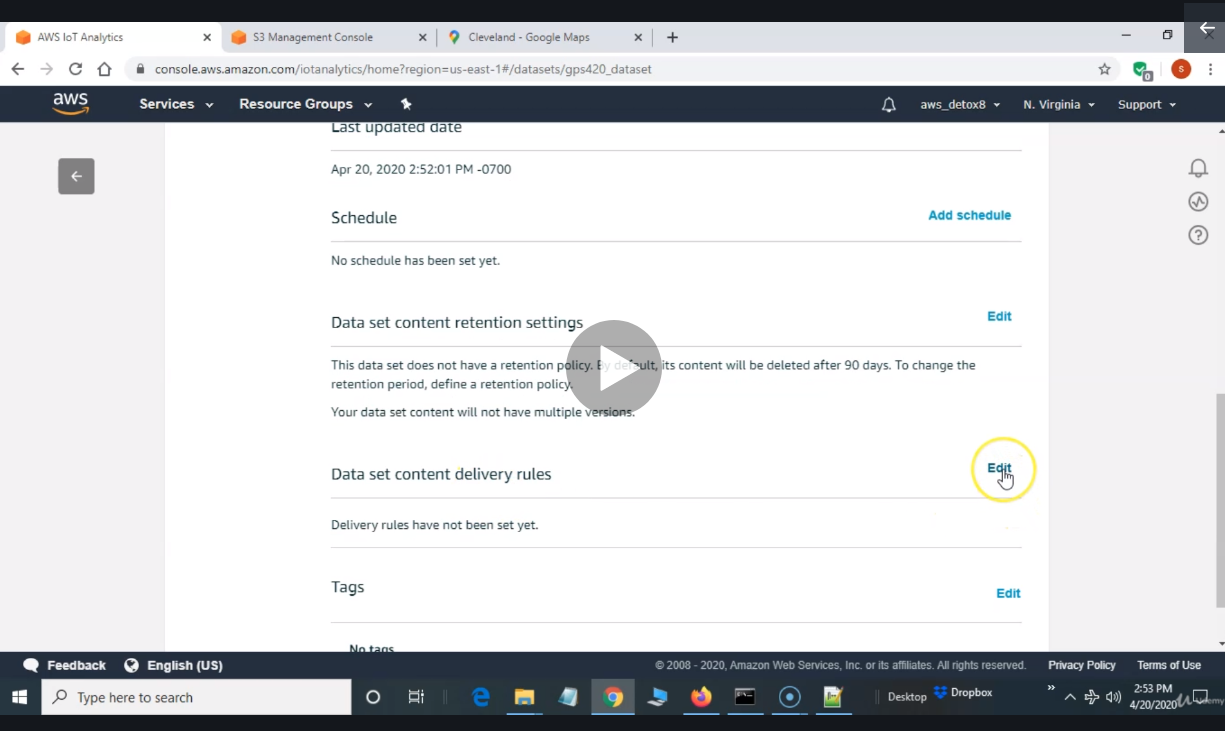 AWS IoT Analytics
S3 Management Console
Cleveland - Google Maps
console.aws.amazon.com/iotanalytics/home?region=us-east-1#/datasets/gps420_dataset
0
S
aws
Services
Resource Groups
aws_detox8
N. Virginia
Support
Last updated date
Apr 20, 2020 2:52:01 PM -0700
Schedule
Add schedule
No schedule has been set yet.
Data set content retention settings
Edit
This data set does not have a retention policy. By default, its content will be deleted after 90 days. To change the
retention period, define a retention policy.
Your data set content will not have multiple versions.
Data set content delivery rules
Edit
Delivery rules have not been set yet.
Tags
Edit
No tags
Feedback
English (US)
© 2008 - 2020, Amazon Web Services, Inc. or its affiliates. All rights reserved.
Privacy Policy
Terms of Use
Type here to search
Desktop
Dropbox
2:53 PM
4/20/2020
Udemy